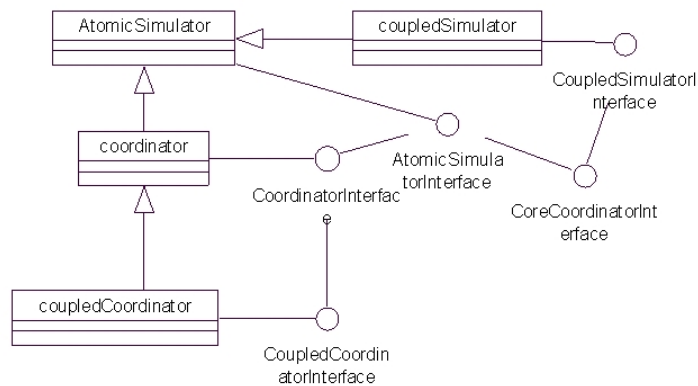 AtomicSimulator
coupledSimulator
CoupledSimulatorI
nterface
coordinator
AtomicSimula
torInterface
CoordinatorInterfac
e
CoreCoordinatorInt
erface
coupledCoordinator
CoupledCoordin
atorInterface